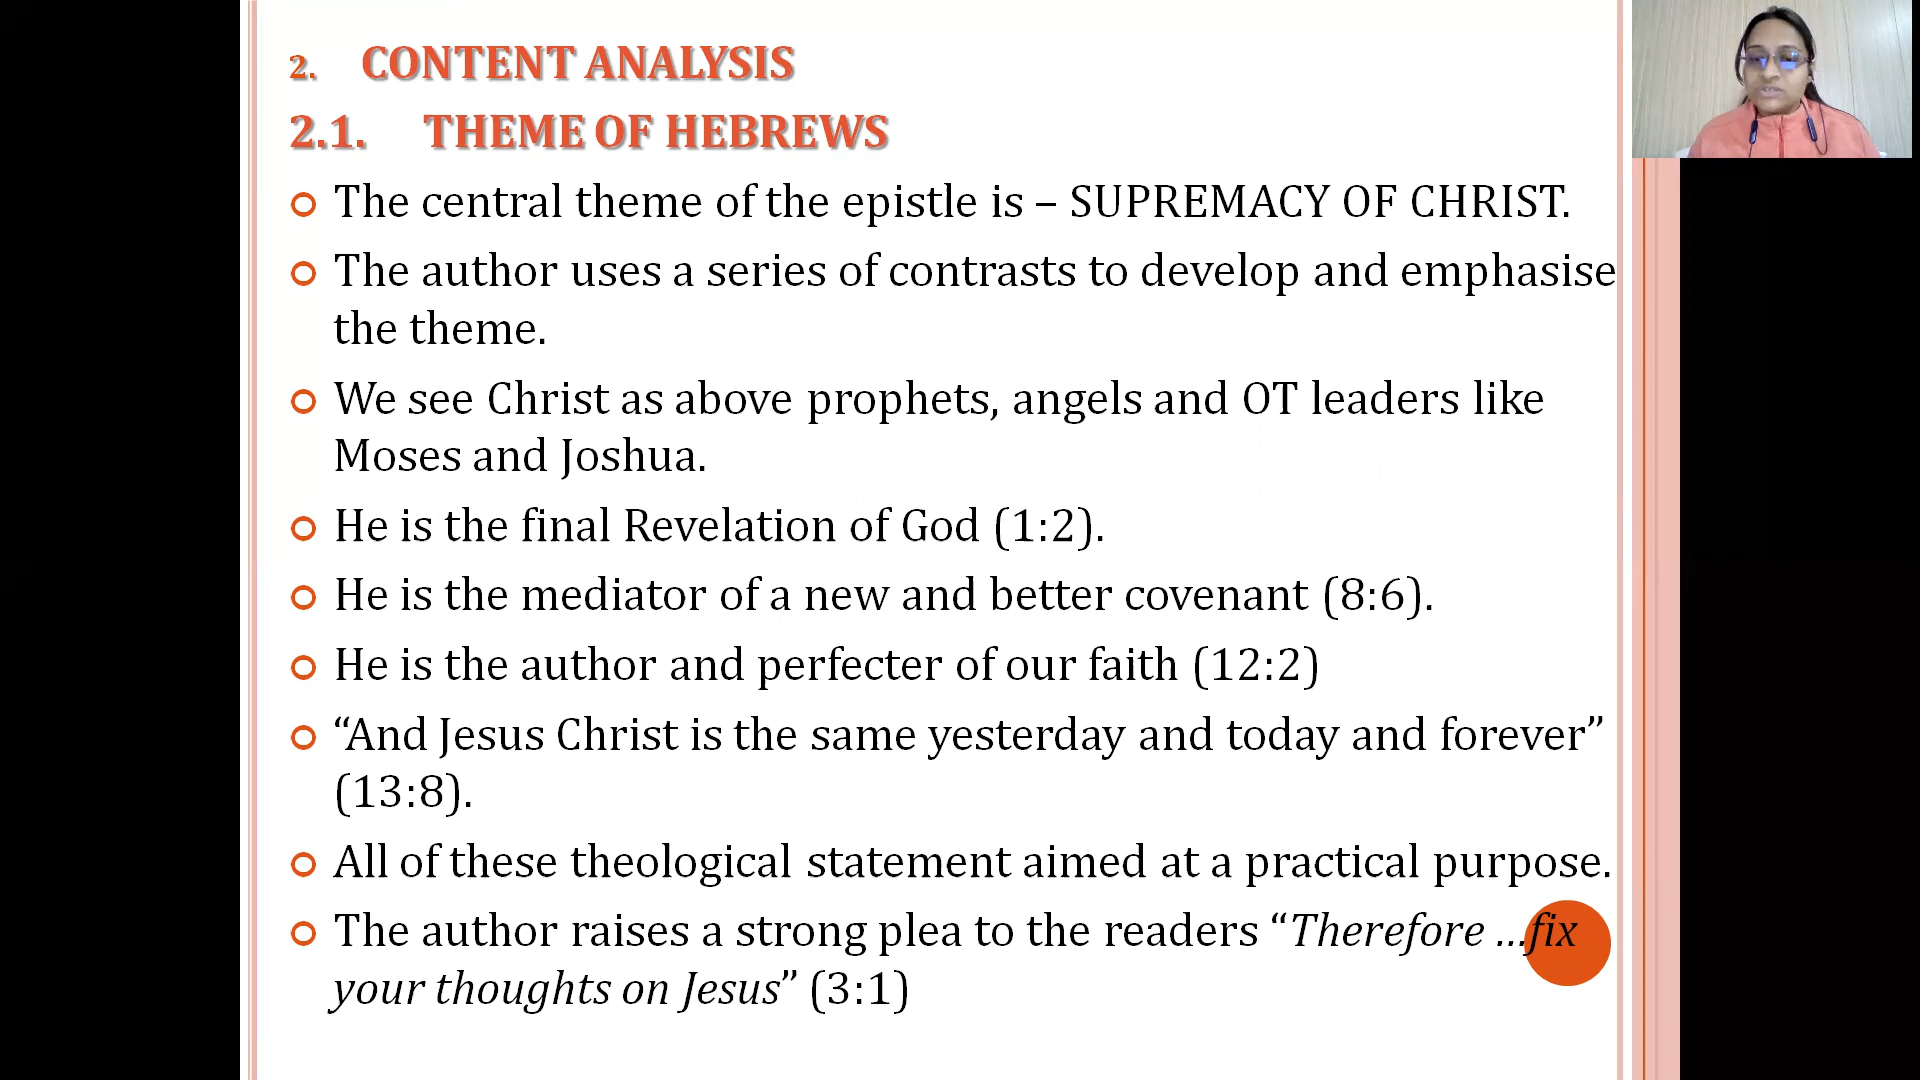 2. CONTENT ANALYSIS
2.1. THEME OF HEBREWS
The central theme of the epistle is – SUPREMACY OF CHRIST.
The author uses a series of contrasts to develop and emphasise
the theme.
We see Christ as above prophets, angels and OT leaders like
Moses and Joshua.
He is the final Revelation of God (1:2).
He is the mediator of a new and better covenant (8:6).
He is the author and perfecter of our faith (12:2)
“And Jesus Christ is the same yesterday and today and forever”
(13:8).
All of these theological statement aimed at a practical purpose.
The author raises a strong plea to the readers “Therefore ...fix
your thoughts on Jesus” (3:1)